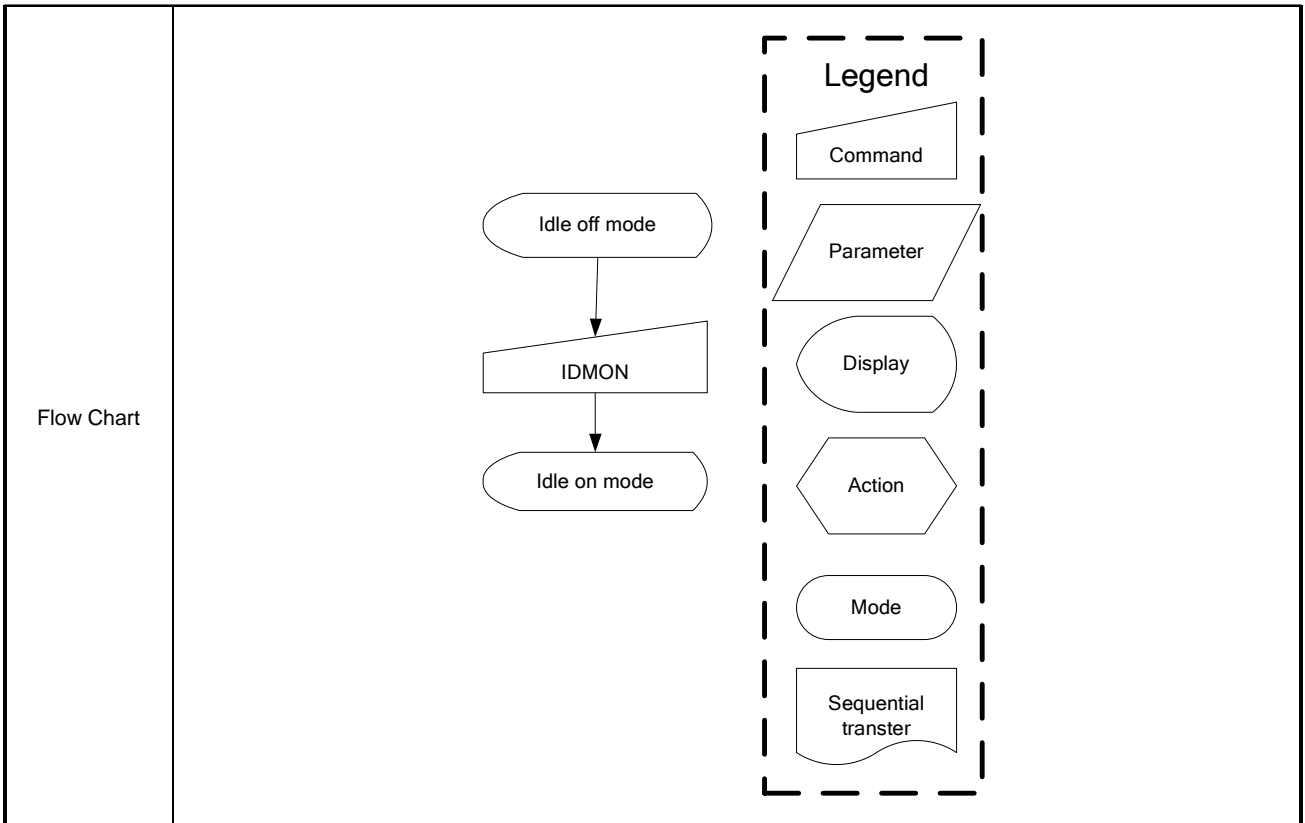 Flow Chart
Idle off mode
IDMON
Idle on mode
Legend
Command
Parameter
Display
Action
Mode
Sequential
transter